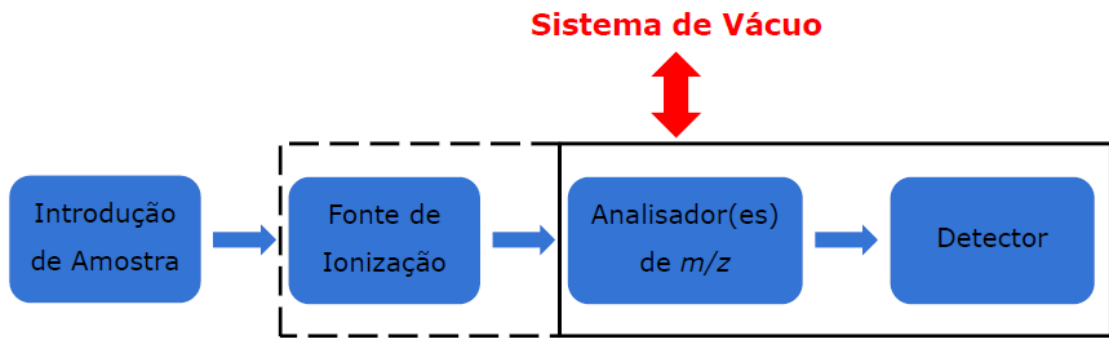 Sistema de Vácuo
Introdução
de Amostra
Fonte de
Ionização
Analisador(es)
de m/z
Detector